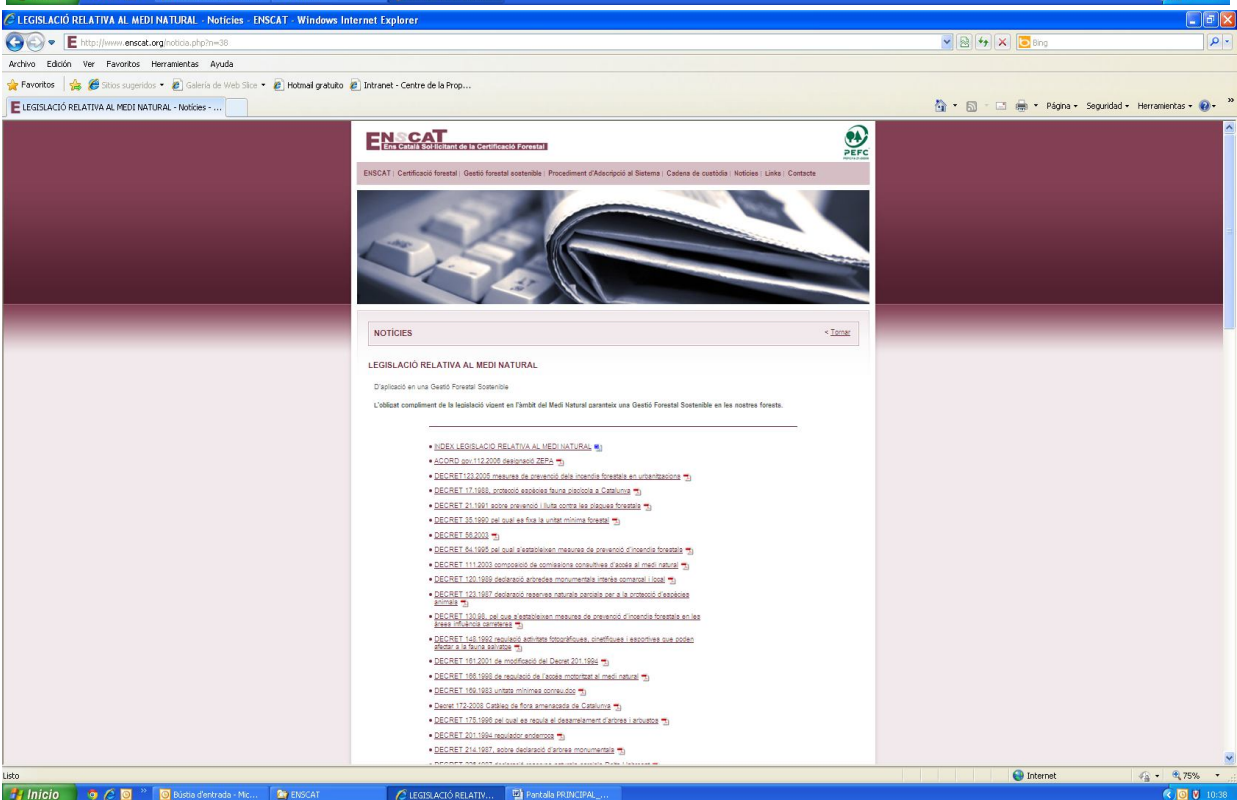 LEGISLACIÓ RELATIVA AL MEDI NATURAL - Notícies - ENSCAT - Windows Internet Explorer
http://www.enscat.org/noticia.php?n=38
Bing
Archivo Edición Ver Favoritos Herramientas Ayuda
Favoritos Sitios sugeridos Galería de Web Slice Hotmail gratuito Intranet - Centre de la Prop...
LEGISLACIÓ RELATIVA AL MEDI NATURAL - Notícies - ... Página Seguridad Herramientas
ENSCAT
Ens Català Sol·licitant de la Certificació Forestal
PEFC
ENSCAT | Certificació forestal | Gestió forestal sostenible | Procediment d'Adscripció al Sistema | Cadena de custòdia | Notícies | Links | Contacte
NOTÍCIES < Tornar
LEGISLACIÓ RELATIVA AL MEDI NATURAL
D'aplicació en una Gestió Forestal Sostenible
L'obligat compliment de la legislació vigent en l'àmbit del Medi Natural garanteix una Gestió Forestal Sostenible en les nostres forests.
INDEX LEGISLACIO RELATIVA AL MEDI NATURAL
ACORD gov.112.2006 designació ZEPA
DECRET123.2005 mesures de prevenció dels incendis forestals en urbanitzacions
DECRET 17.1988, protecció espècies fauna piscícola a Catalunya
DECRET 21.1991 sobre prevenció i lluita contra les plagues forestals
DECRET 35.1990 pel qual es fixa la unitat mínima forestal
DECRET 56.2003
DECRET 64.1995 pel qual s'estableixen mesures de prevenció d'incendis forestals
DECRET 111.2003 composició de comissions consultives d'accés al medi natural
DECRET 120.1989 declaració arbredes monumentals interès comarcal i local
DECRET 123.1987 declaració reserves naturals parcials per a la protecció d'espècies
animals
DECRET 130.98, pel que s'estableixen mesures de prevenció d'incendis forestals en les
àrees influència carreteres
DECRET 148.1992 regulació activitats fotogràfiques, cinetífiques i esportives que poden
afectar a la fauna salvatge
DECRET 161.2001 de modificació del Decret 201.1994
DECRET 166.1998 de regulació de l'accés motoritzat al medi natural
DECRET 169.1983 unitats mínimes conreu.doc
Decret 172-2008 Catàleg de flora amenaçada de Catalunya
DECRET 175.1996 pel qual es regula el desarrelament d'arbres i arbustos
DECRET 201.1994 regulador enderrocs
DECRET 214.1987, sobre declaració d'arbres monumentals
Listo Internet 75%
Inicio Bústia d'entrada - Mic... ENSCAT LEGISLACIÓ RELATIV... Pantalla PRINCIPAL_... 10:38